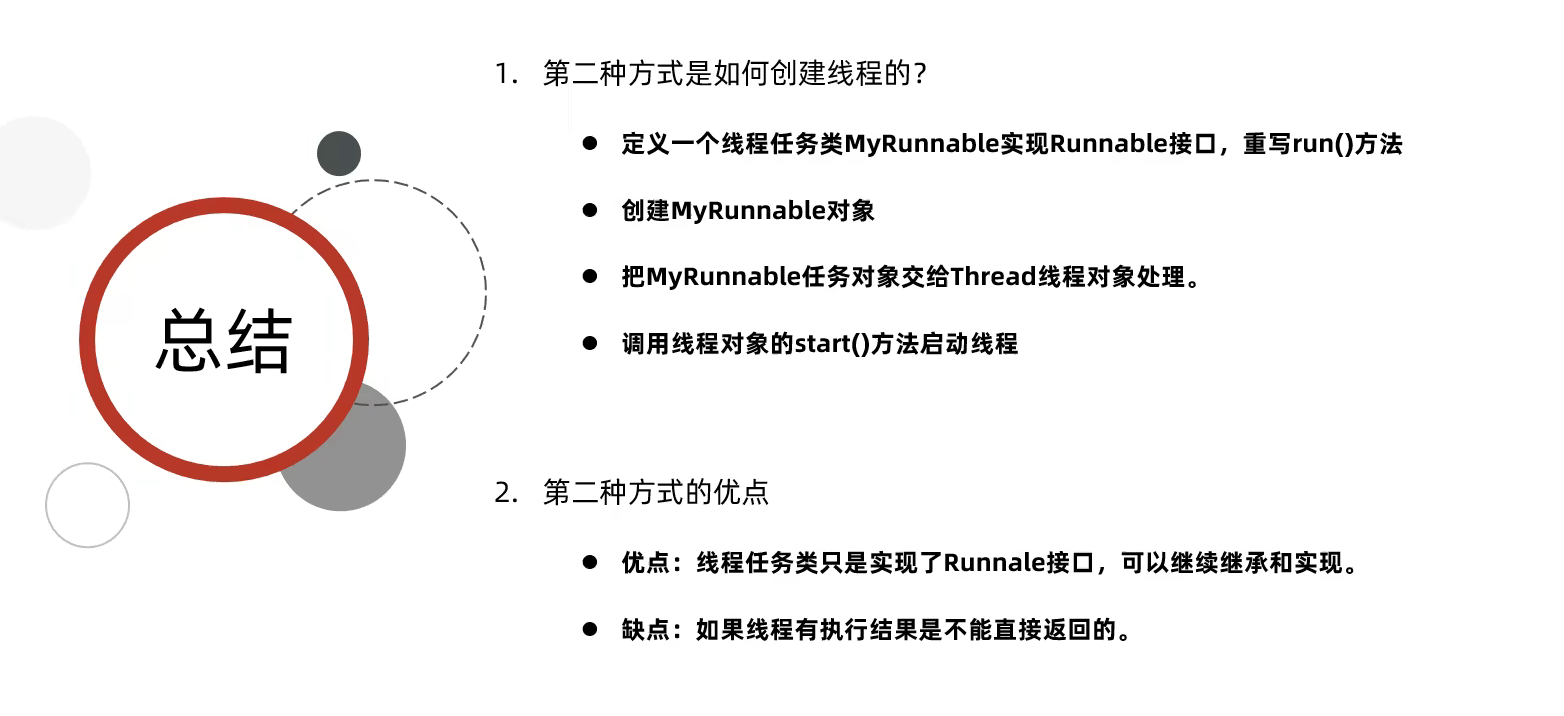 总结
1. 第二种方式是如何创建线程的?
● 定义一个线程任务类MyRunnable实现Runnable接口，重写run()方法
● 创建MyRunnable对象
● 把MyRunnable任务对象交给Thread线程对象处理。
● 调用线程对象的start()方法启动线程
2. 第二种方式的优点
● 优点：线程任务类只是实现了Runnale接口，可以继续继承和实现。
● 缺点：如果线程有执行结果是不能直接返回的。